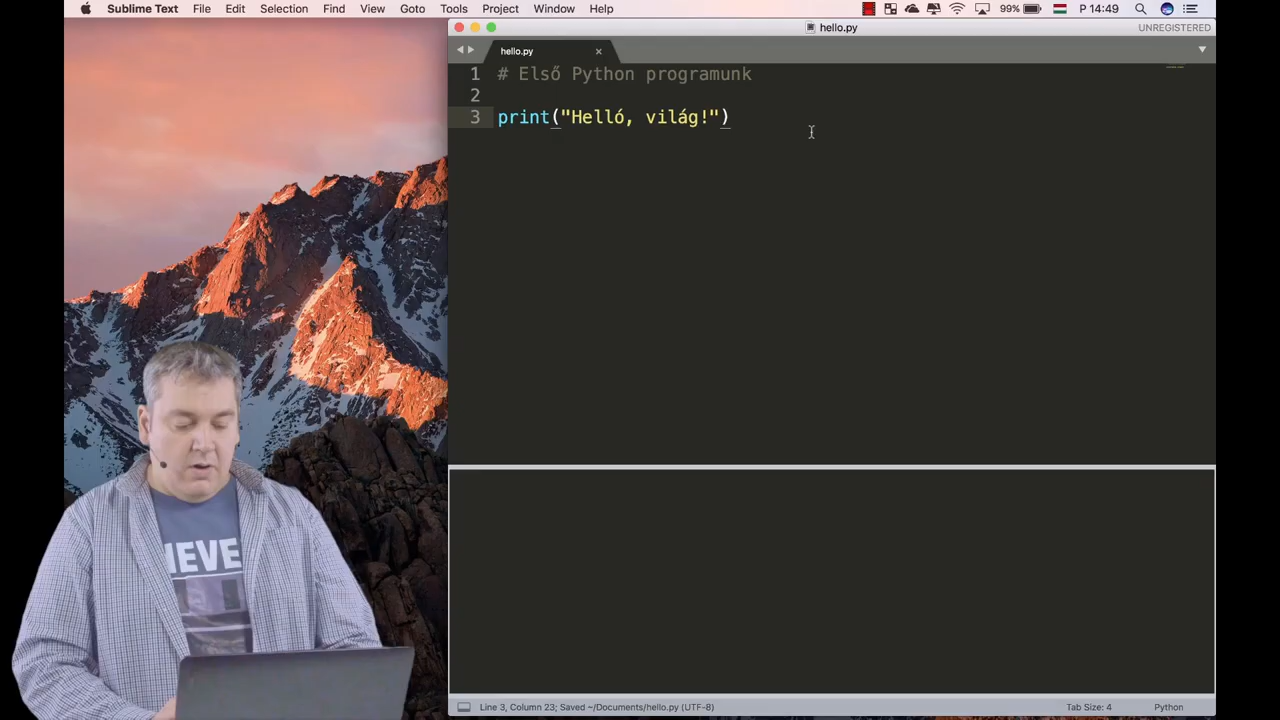 Sublime Text File Edit Selection Find View Goto Tools Project Window Help 99% P 14:49
hello.py
UNREGISTERED
hello.py ×
1 # Első Python programunk
2
3 print("Helló, világ!")
IEVE
Line 3, Column 23; Saved ~/Documents/hello.py (UTF-8)
Tab Size: 4
Python